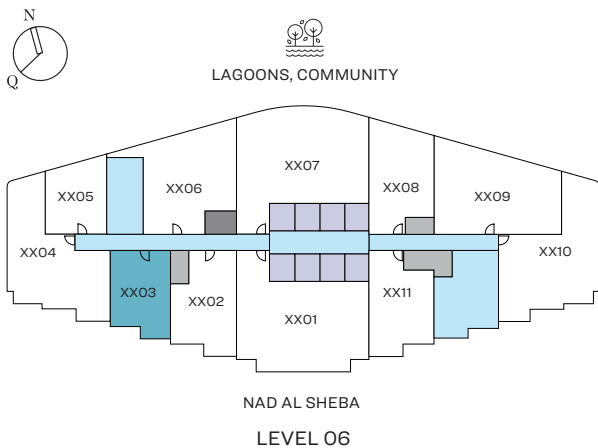 N
Q
LAGOONS, COMMUNITY
XX07
XX05
XX06
XX08
XX09
XX04
XX10
XX03
XX02
XX11
XX01
NAD AL SHEBA
LEVEL 06